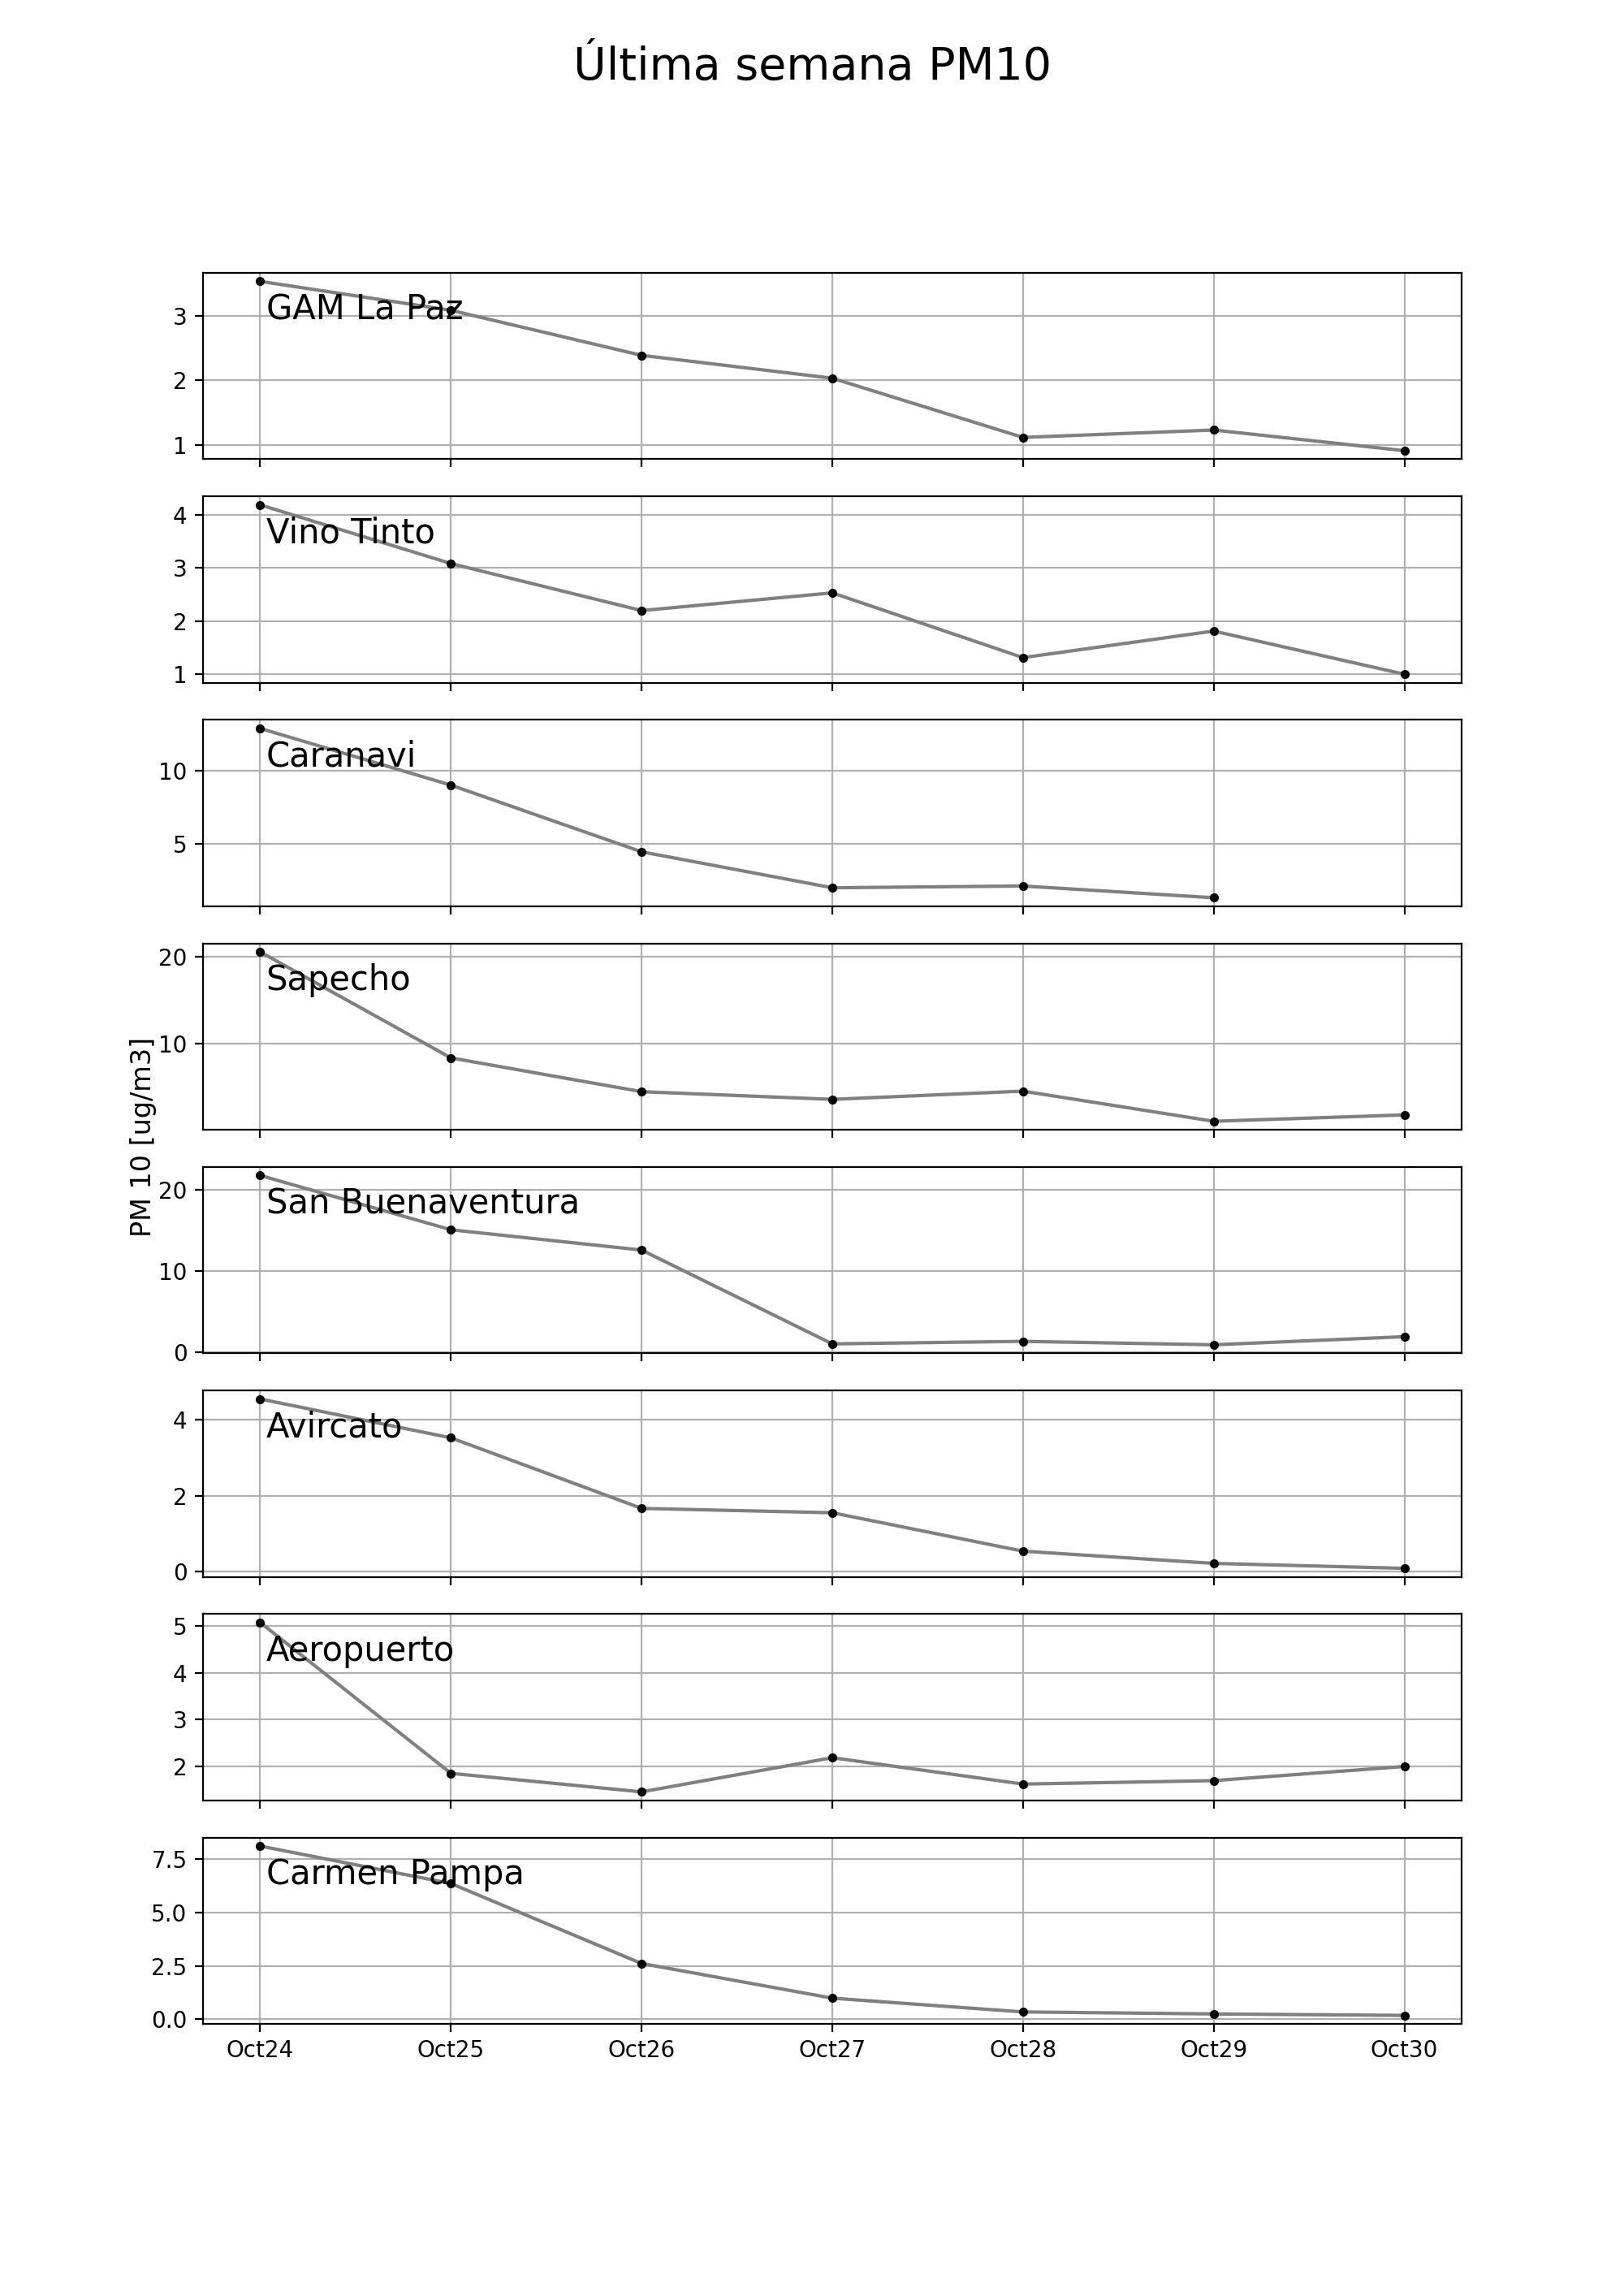 Última semana PM10
GAM La Paz
3
2
1
Vino Tinto
4
3
2
1
Caranavi
10
5
Sapecho
20
10
PM 10 [ug/m3]
San Buenaventura
20
10
0
Avircato
4
2
0
Aeropuerto
5
4
3
2
Carmen Pampa
7.5
5.0
2.5
0.0
Oct24 Oct25 Oct26 Oct27 Oct28 Oct29 Oct30